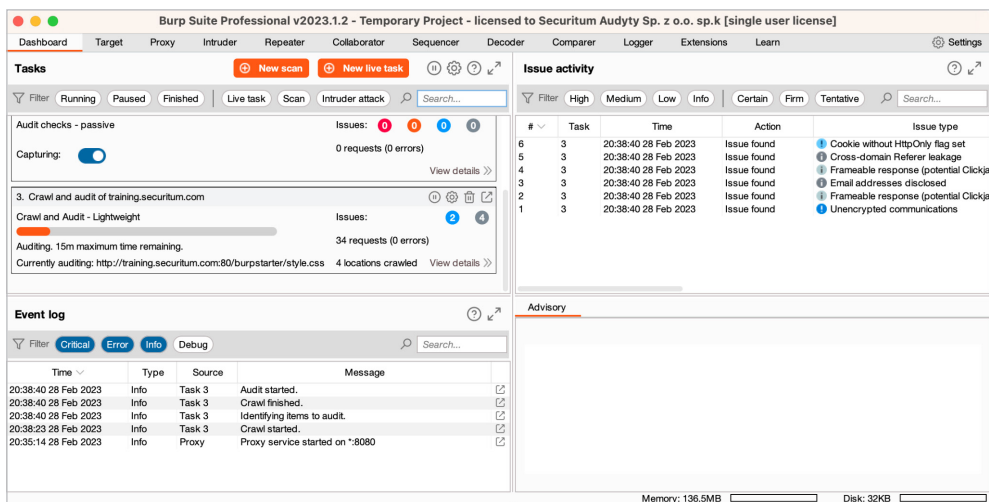 Burp Suite Professional v2023.1.2 - Temporary Project - licensed to Securitum Audyty Sp. z o.o. sp.k [single user license]
Dashboard Target Proxy Intruder Repeater Collaborator Sequencer Decoder Comparer Logger Extensions Learn Settings
Tasks New scan New live task
Filter Running Paused Finished Live task Scan Intruder attack Search...
Audit checks - passive Issues: 0 0 0 0
Capturing: 0 requests (0 errors)
View details
3. Crawl and audit of training.securitum.com
Crawl and Audit - Lightweight Issues: 2 4
34 requests (0 errors)
Auditing. 15m maximum time remaining.
Currently auditing: http://training.securitum.com:80/burpstarter/style.css 4 locations crawled View details
Issue activity
Filter High Medium Low Info Certain Firm Tentative Search...
# Task Time Action Issue type
6 3 20:38:40 28 Feb 2023 Issue found Cookie without HttpOnly flag set
5 3 20:38:40 28 Feb 2023 Issue found Cross-domain Referer leakage
4 3 20:38:40 28 Feb 2023 Issue found Frameable response (potential Clickja
3 3 20:38:40 28 Feb 2023 Issue found Email addresses disclosed
2 3 20:38:40 28 Feb 2023 Issue found Frameable response (potential Clickja
1 3 20:38:40 28 Feb 2023 Issue found Unencrypted communications
Event log
Filter Critical Error Info Debug Search...
Time Type Source Message
20:38:40 28 Feb 2023 Info Task 3 Audit started.
20:38:40 28 Feb 2023 Info Task 3 Crawl finished.
20:38:40 28 Feb 2023 Info Task 3 Identifying items to audit.
20:38:23 28 Feb 2023 Info Task 3 Crawl started.
20:35:14 28 Feb 2023 Info Proxy Proxy service started on *:8080
Advisory
Memory: 136.5MB Disk: 32KB